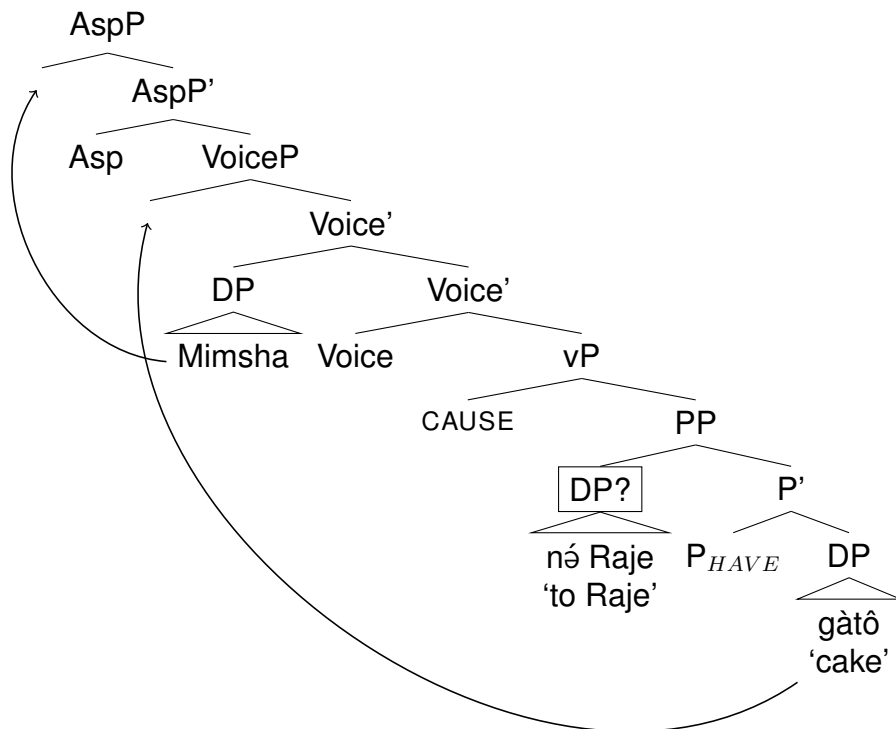 AspP
AspP'
Asp VoiceP
Voice'
DP Voice'
Mimsha Voice vP
CAUSE PP
DP? P'
nə́ Raje P_HAVE DP
'to Raje' gàtô
'cake'